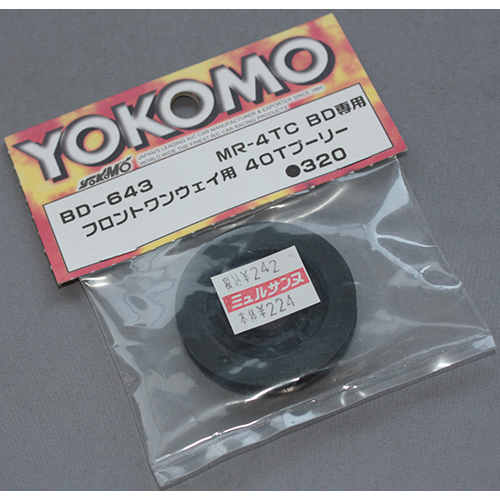 YOKOMO
JAPAN'S LEADING R/C CAR MANUFACTURER & EXPORTER SINCE 1965
WORLD WIDE THE FINEST R/C CAR RACING PRODUCTS
YOKOMO
MR-4TC BD専用
BD-643
フロントワンウェイ用 40Tプーリー
●320
税込¥242
ミュルサンヌ
本体¥224